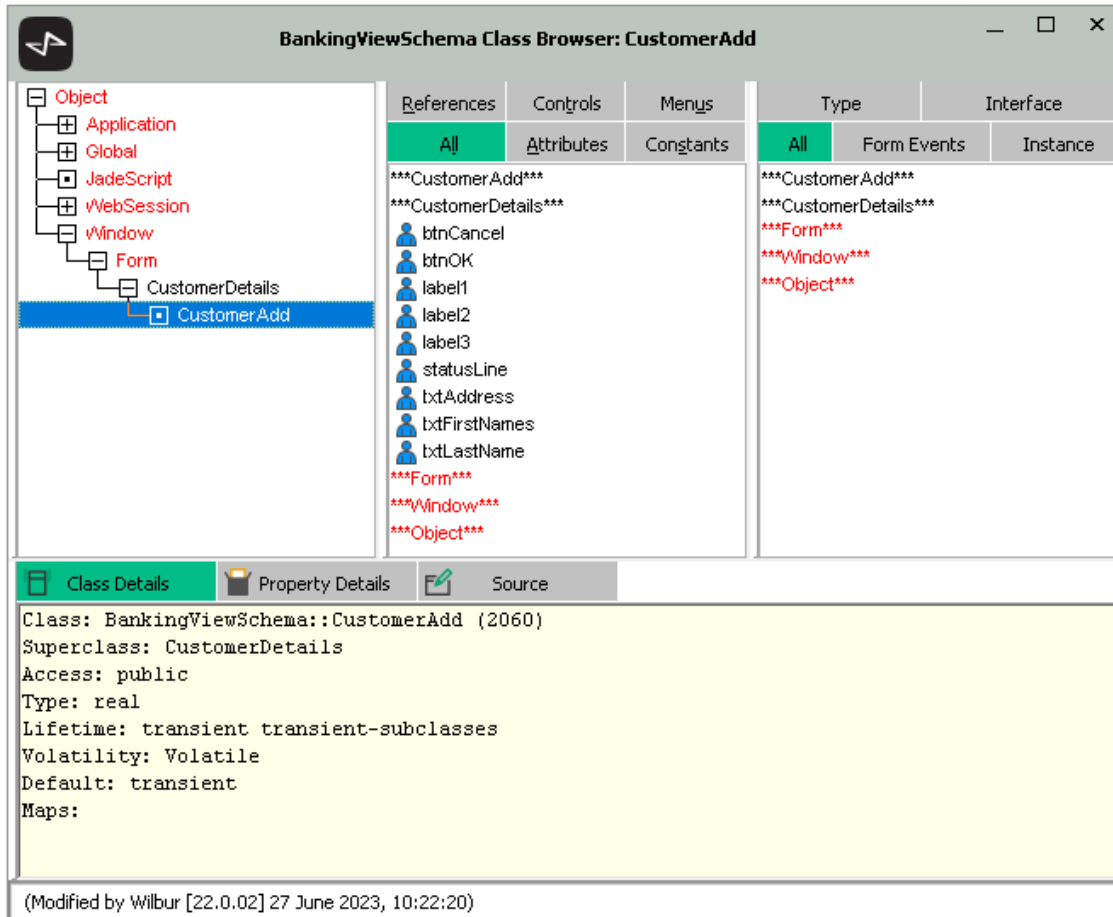 BankingViewSchema Class Browser: CustomerAdd
Object
Application
Global
JadeScript
WebSession
Window
Form
CustomerDetails
CustomerAdd
References Controls Menus
All Attributes Constants
***CustomerAdd***
***CustomerDetails***
btnCancel
btnOK
label1
label2
label3
statusLine
txtAddress
txtFirstNames
txtLastName
***Form***
***Window***
***Object***
Type Interface
All Form Events Instance
***CustomerAdd***
***CustomerDetails***
***Form***
***Window***
***Object***
Class Details Property Details Source
Class: BankingViewSchema::CustomerAdd (2060)
Superclass: CustomerDetails
Access: public
Type: real
Lifetime: transient transient-subclasses
Volatility: Volatile
Default: transient
Maps:
(Modified by Wilbur [22.0.02] 27 June 2023, 10:22:20)